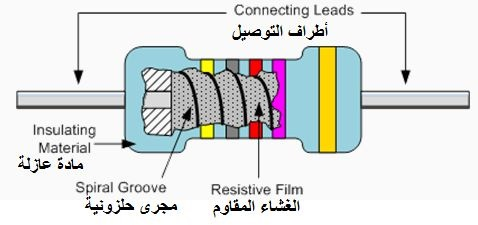 Connecting Leads
أطراف التوصيل
Insulating
Material
مادة عازلة
Spiral Groove
مجرى حلزونية
Resistive Film
الغشاء المقاوم